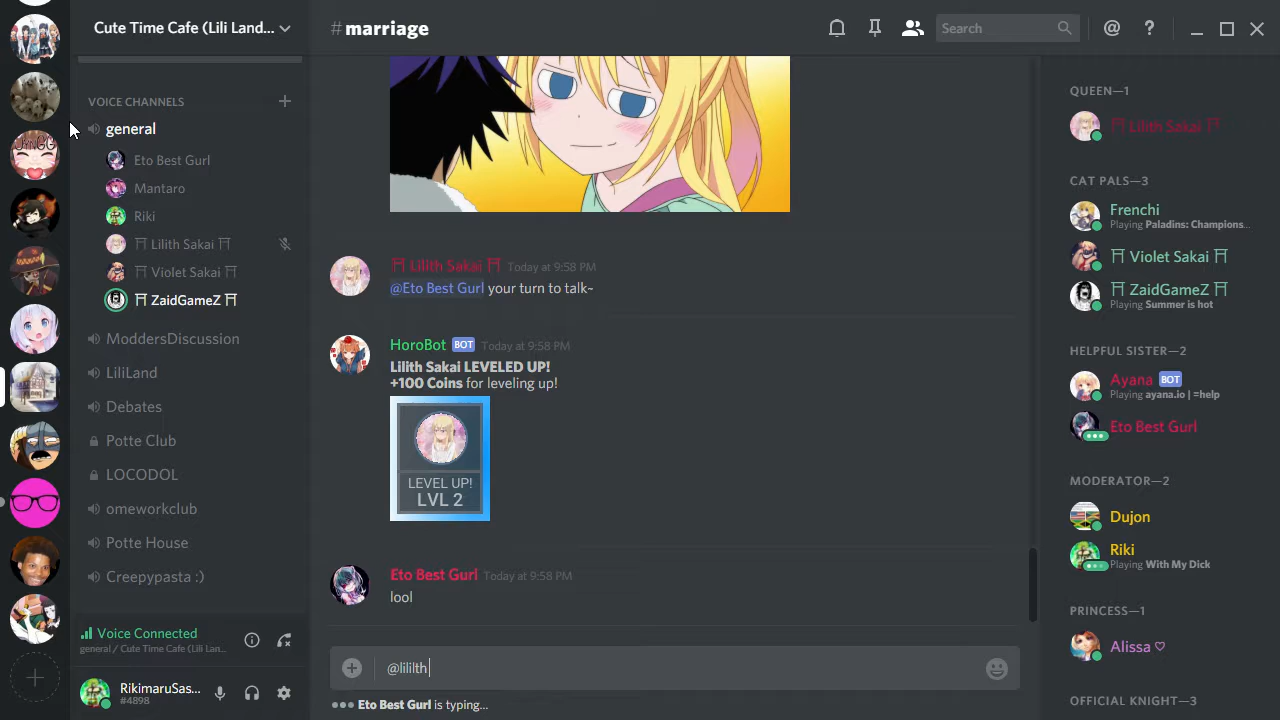 Cute Time Cafe (Lili Land...
#marriage
Search
@
?
VOICE CHANNELS
general
Eto Best Gurl
Mantaro
Riki
⛩ Lilith Sakai ⛩
⛩ Violet Sakai ⛩
⛩ ZaidGameZ ⛩
ModdersDiscussion
LiliLand
Debates
Potte Club
LOCODOL
omeworkclub
Potte House
Creepypasta :)
Voice Connected
general / Cute Time Cafe (Lili Lan...
RikimaruSas...
#4898
⛩ Lilith Sakai ⛩ Today at 9:58 PM
@Eto Best Gurl your turn to talk~
HoroBot BOT Today at 9:58 PM
Lilith Sakai LEVELED UP!
+100 Coins for leveling up!
LEVEL UP!
LVL 2
Eto Best Gurl Today at 9:58 PM
lool
@lililth
Eto Best Gurl is typing...
QUEEN—1
⛩ Lilith Sakai ⛩
CAT PALS—3
Frenchi
Playing Paladins: Champions...
⛩ Violet Sakai ⛩
⛩ ZaidGameZ ⛩
Playing Summer is hot
HELPFUL SISTER—2
Ayana BOT
Playing ayana.io | =help
Eto Best Gurl
MODERATOR—2
Dujon
Riki
Playing With My Dick
PRINCESS—1
Alissa ♡
OFFICIAL KNIGHT—3